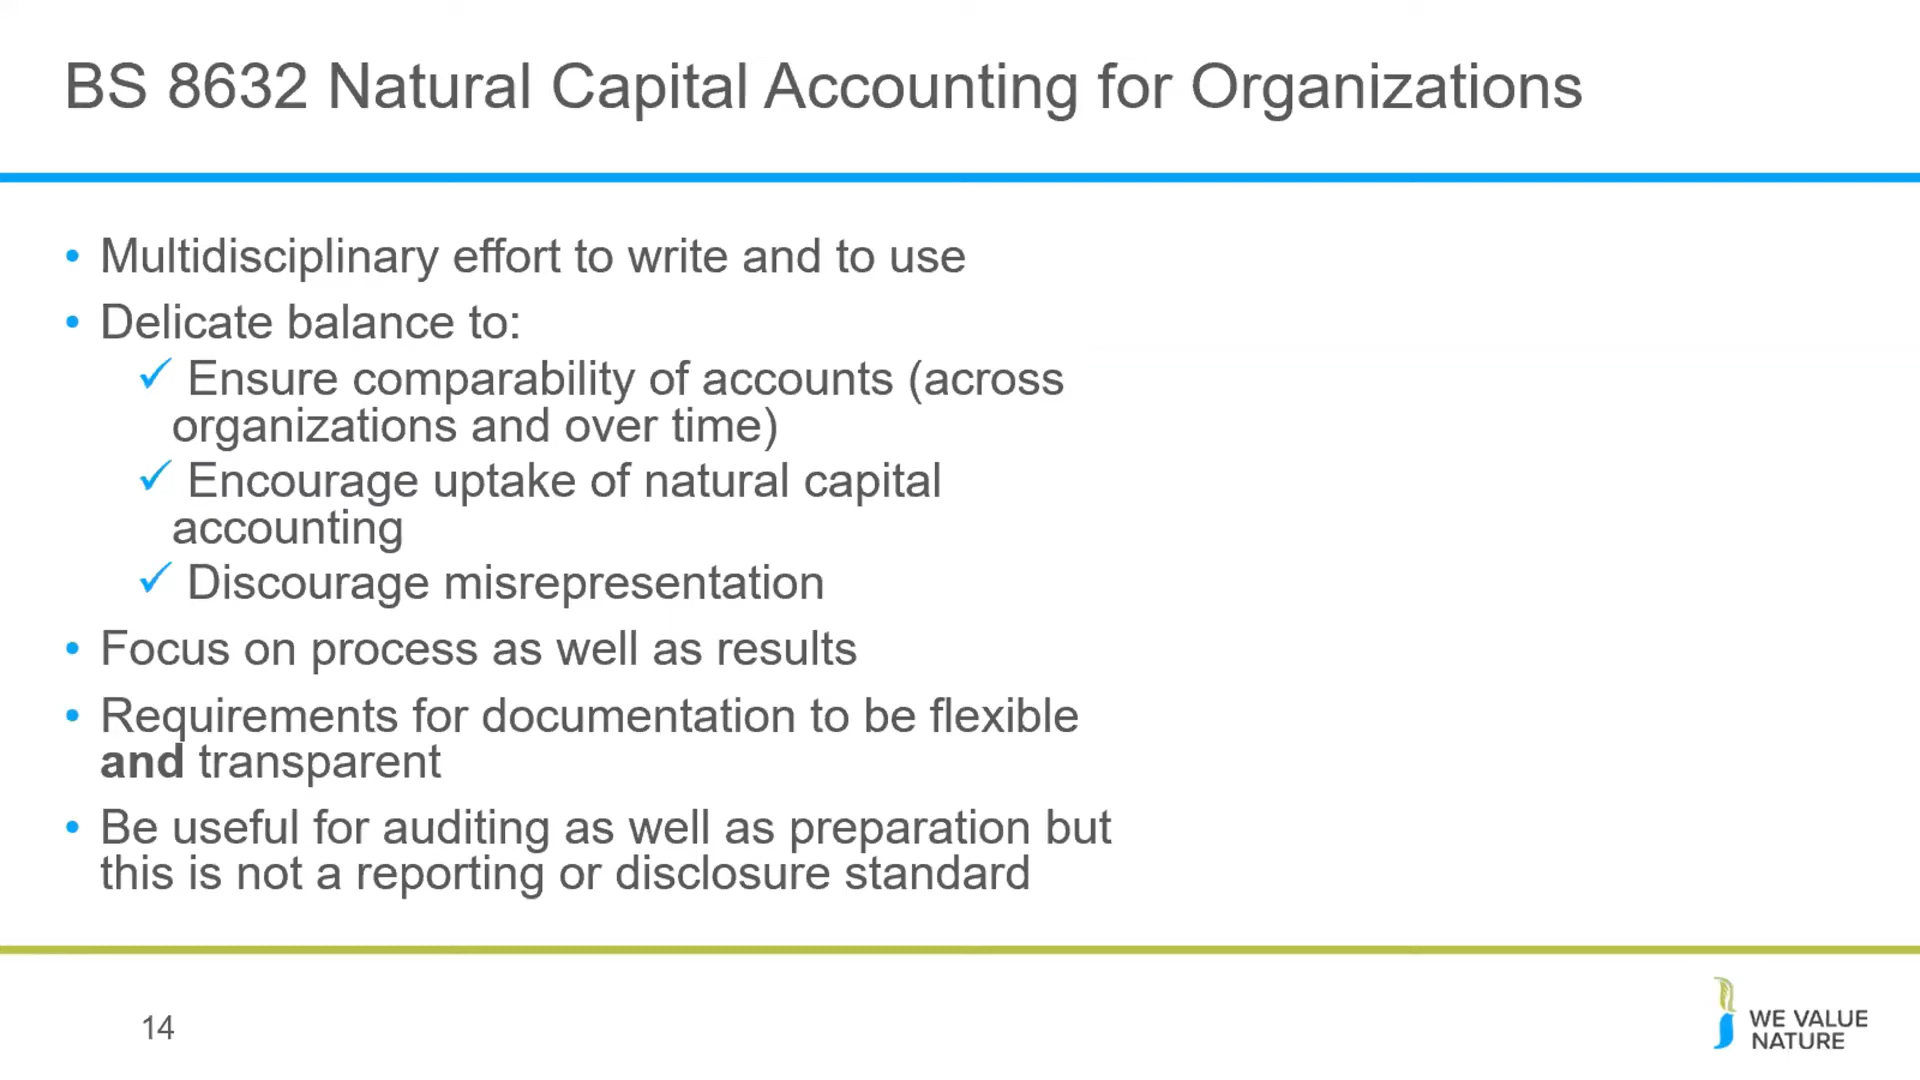 BS 8632 Natural Capital Accounting for Organizations
• Multidisciplinary effort to write and to use
• Delicate balance to:
✓ Ensure comparability of accounts (across
organizations and over time)
✓ Encourage uptake of natural capital
accounting
✓ Discourage misrepresentation
• Focus on process as well as results
• Requirements for documentation to be flexible
and transparent
• Be useful for auditing as well as preparation but
this is not a reporting or disclosure standard
14
WE VALUE
NATURE